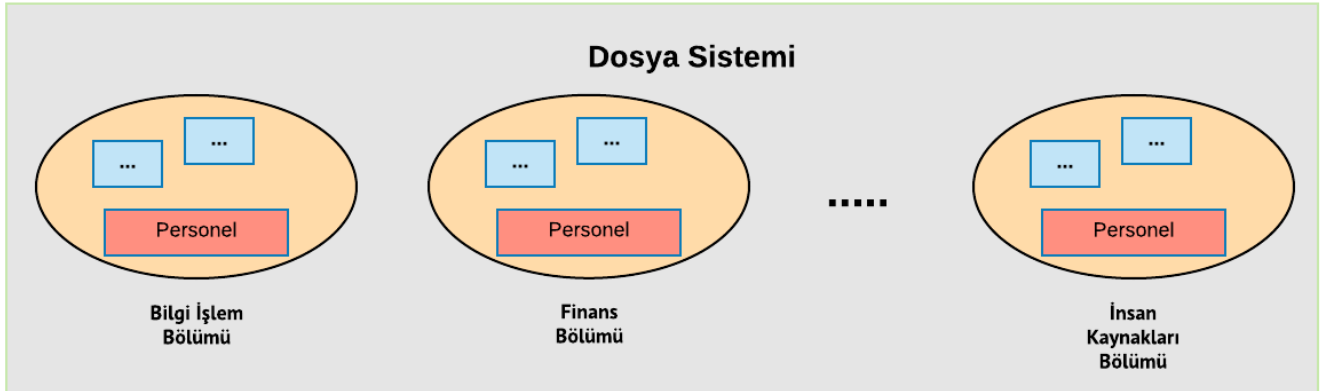 Dosya Sistemi
...
...
Personel
Bilgi İşlem
Bölümü
...
...
Personel
Finans
Bölümü
.....
...
...
Personel
İnsan
Kaynakları
Bölümü